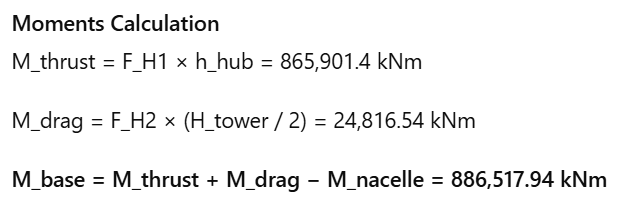 Moments Calculation
M_thrust = F_H1 × h_hub = 865,901.4 kNm
M_drag = F_H2 × (H_tower / 2) = 24,816.54 kNm
M_base = M_thrust + M_drag − M_nacelle = 886,517.94 kNm